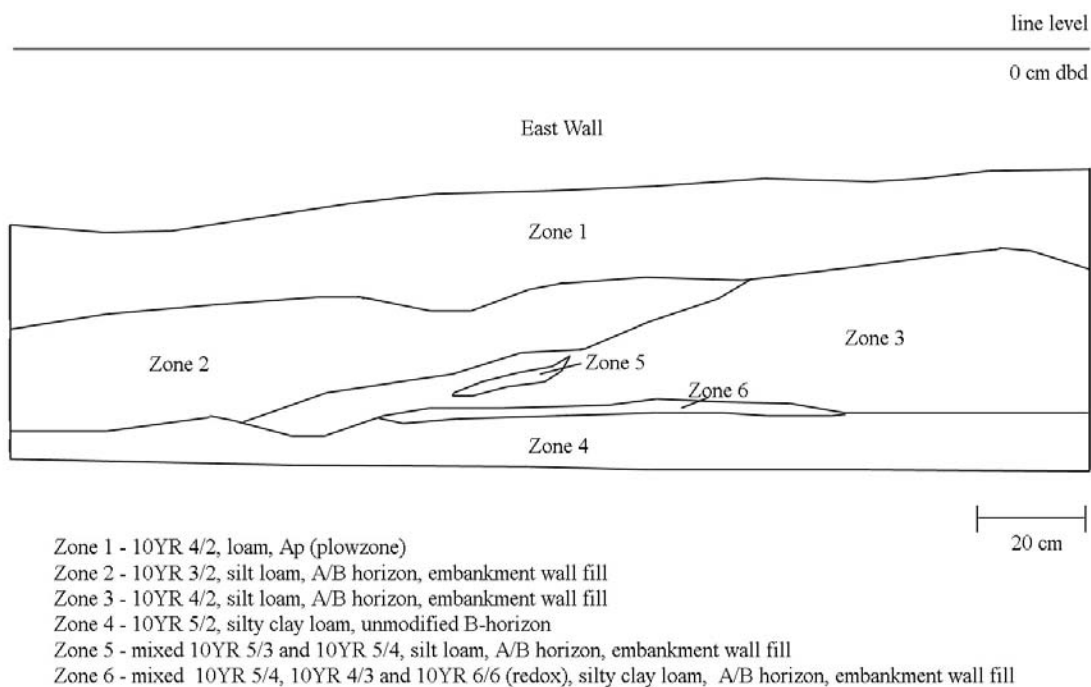 line level
0 cm dbd
East Wall
Zone 1
Zone 2
Zone 3
Zone 5
Zone 6
Zone 4
20 cm
Zone 1 - 10YR 4/2, loam, Ap (plowzone)
Zone 2 - 10YR 3/2, silt loam, A/B horizon, embankment wall fill
Zone 3 - 10YR 4/2, silt loam, A/B horizon, embankment wall fill
Zone 4 - 10YR 5/2, silty clay loam, unmodified B-horizon
Zone 5 - mixed 10YR 5/3 and 10YR 5/4, silt loam, A/B horizon, embankment wall fill
Zone 6 - mixed 10YR 5/4, 10YR 4/3 and 10YR 6/6 (redox), silty clay loam, A/B horizon, embankment wall fill